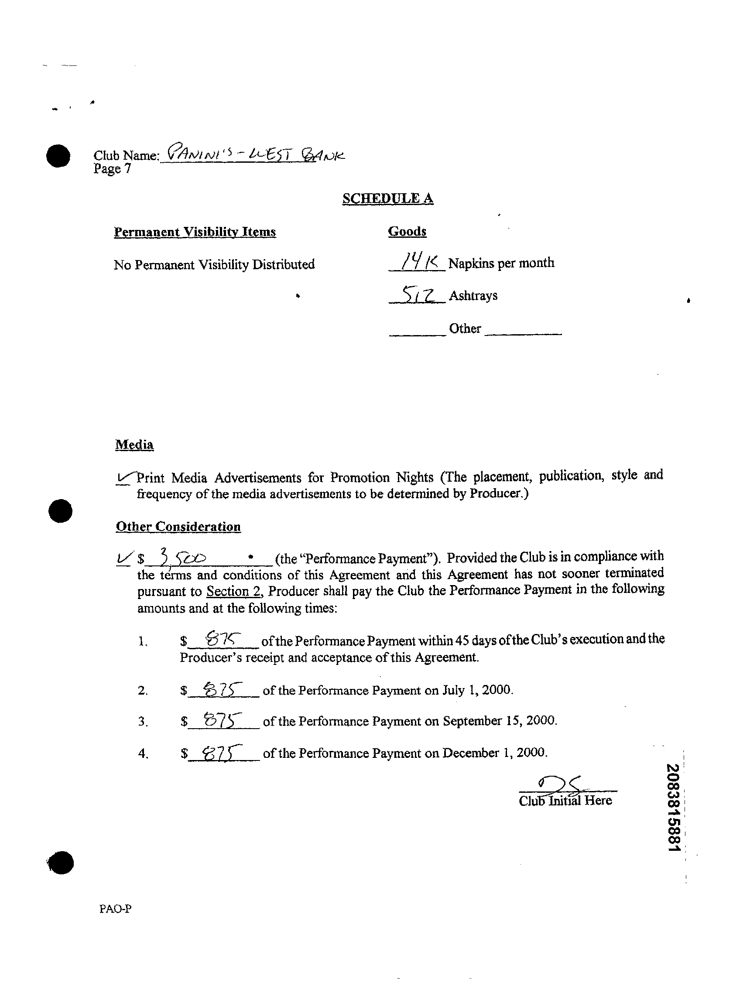 Club Name: PANINI'S - WEST BANK
Page 7
SCHEDULE A
Permanent Visibility Items
Goods
No Permanent Visibility Distributed
14K Napkins per month
512 Ashtrays
Other
Media
✓ Print Media Advertisements for Promotion Nights (The placement, publication, style and
frequency of the media advertisements to be determined by Producer.)
Other Consideration
✓ $ 3,500 (the "Performance Payment"). Provided the Club is in compliance with
the terms and conditions of this Agreement and this Agreement has not sooner terminated
pursuant to Section 2, Producer shall pay the Club the Performance Payment in the following
amounts and at the following times:
1. $ 875 of the Performance Payment within 45 days of the Club's execution and the
Producer's receipt and acceptance of this Agreement.
2. $ 875 of the Performance Payment on July 1, 2000.
3. $ 875 of the Performance Payment on September 15, 2000.
4. $ 875 of the Performance Payment on December 1, 2000.
DS
Club Initial Here
2083815881
PAO-P